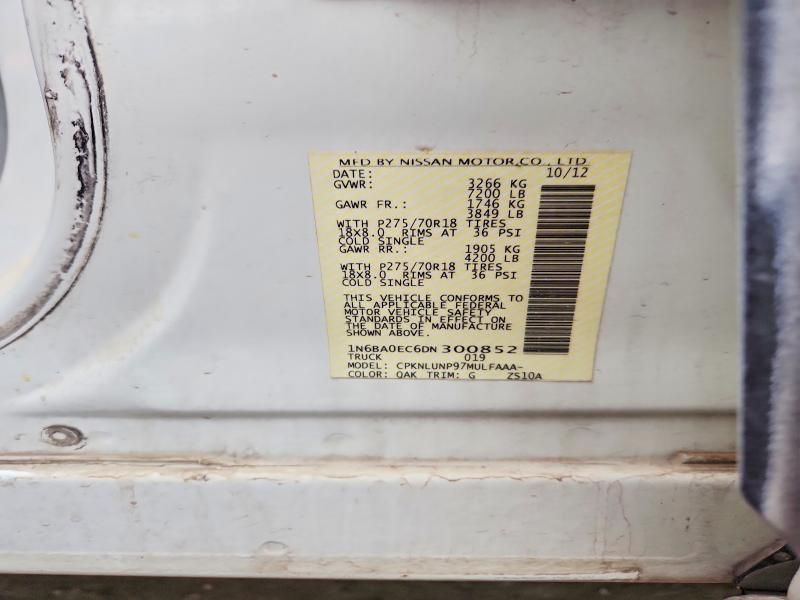 MFD BY NISSAN MOTOR CO., LTD.
DATE: 10/12
GVWR: 3266 KG
7200 LB
GAWR FR.: 1746 KG
3849 LB
WITH P275/70R18 TIRES
18X8.0 RIMS AT 36 PSI
COLD SINGLE
GAWR RR.: 1905 KG
4200 LB
WITH P275/70R18 TIRES
18X8.0 RIMS AT 36 PSI
COLD SINGLE
THIS VEHICLE CONFORMS TO
ALL APPLICABLE FEDERAL
MOTOR VEHICLE SAFETY
STANDARDS IN EFFECT ON
THE DATE OF MANUFACTURE
SHOWN ABOVE.
1N6BA0EC6DN300852
TRUCK 019
MODEL: CPKNLUNP97MULFAAA-
COLOR: QAK TRIM: G ZS10A